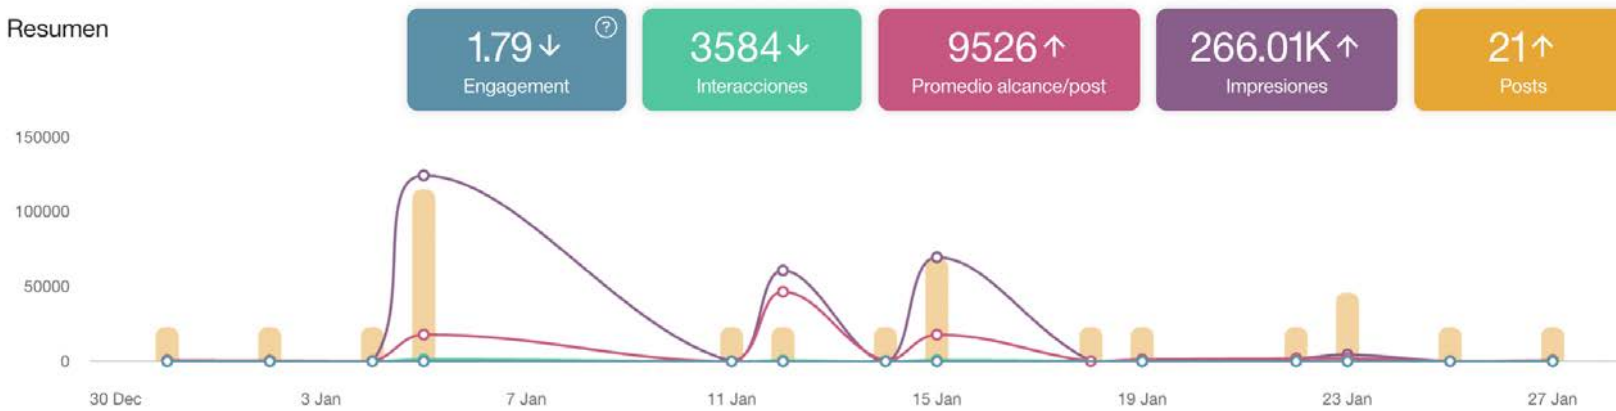 Resumen
1.79↓
?
Engagement
3584↓
Interacciones
9526↑
Promedio alcance/post
266.01K↑
Impresiones
21↑
Posts
150000
100000
50000
0
30 Dec
3 Jan
7 Jan
11 Jan
15 Jan
19 Jan
23 Jan
27 Jan